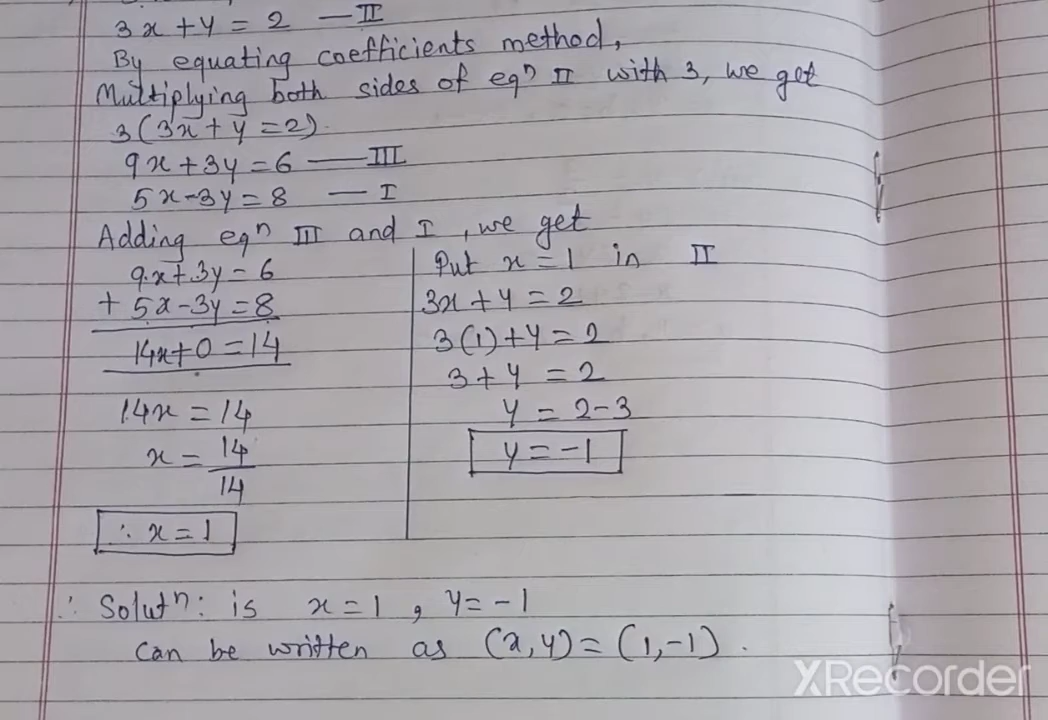 3x + y = 2 — II
By equating coefficients method,
Multiplying both sides of eqⁿ II with 3, we get
3(3x + y = 2).
9x + 3y = 6 — III
5x - 3y = 8 — I
Adding eqⁿ III and I, we get
9x + 3y = 6
+ 5x - 3y = 8
14x + 0 = 14
14x = 14
x = 14
14
∴ x = 1
Put x = 1 in II
3x + y = 2
3(1) + y = 2
3 + y = 2
y = 2 - 3
y = -1
∴ Solutⁿ: is x = 1, y = -1
can be written as (x, y) = (1, -1).
XRecorder